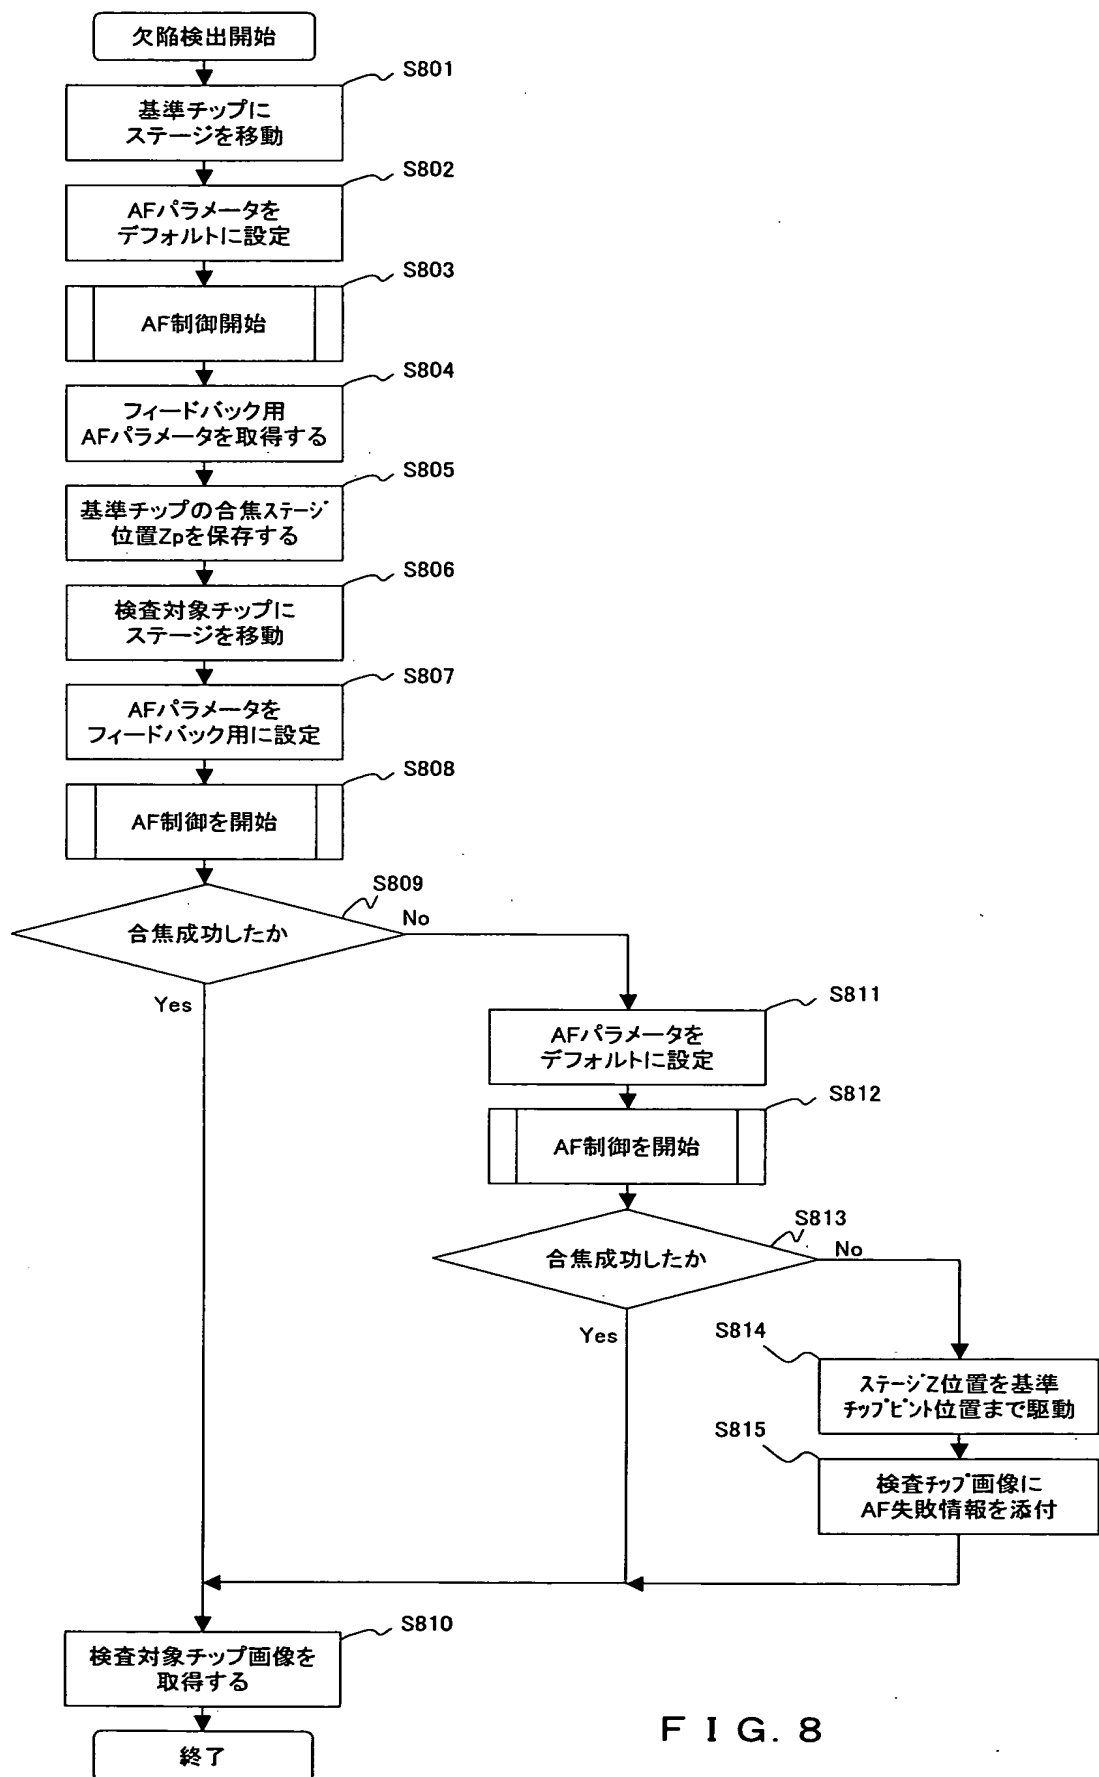 欠陥検出開始
S801
基準チップに
ステージを移動
S802
AFパラメータを
デフォルトに設定
S803
AF制御開始
S804
フィードバック用
AFパラメータを取得する
S805
基準チップの合焦ステージ
位置Zpを保存する
S806
検査対象チップに
ステージを移動
S807
AFパラメータを
フィードバック用に設定
S808
AF制御を開始
S809
合焦成功したか
No
Yes
S811
AFパラメータを
デフォルトに設定
S812
AF制御を開始
S813
合焦成功したか
No
Yes
S814
ステージZ位置を基準
チップピント位置まで駆動
S815
検査チップ画像に
AF失敗情報を添付
S810
検査対象チップ画像を
取得する
終了
FIG. 8